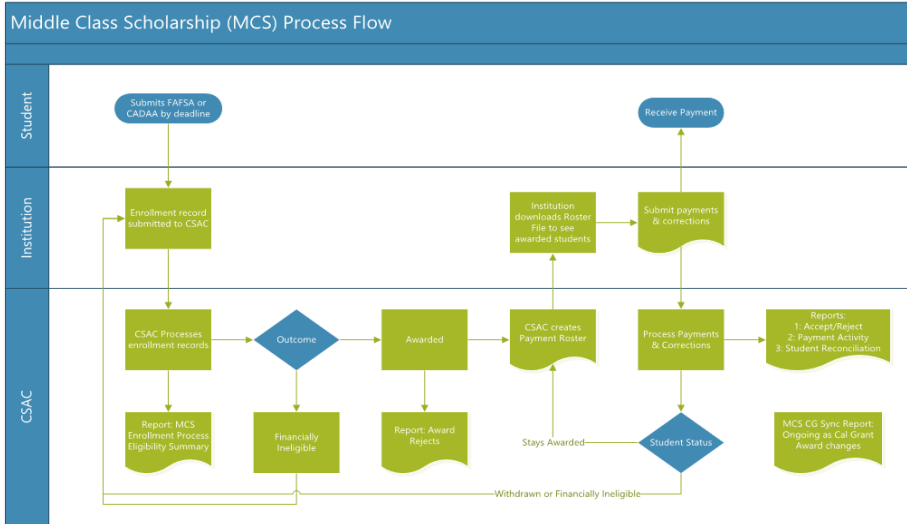 Middle Class Scholarship (MCS) Process Flow
Student
Submits FAFSA or
CADAA by deadline
Receive Payment
Institution
Enrollment record
submitted to CSAC
Institution
downloads Roster
File to see
awarded students
Submit payments
& corrections
CSAC
CSAC Processes
enrollment records
Outcome
Awarded
CSAC creates
Payment Roster
Process Payments
& Corrections
Reports:
1: Accept/Reject
2: Payment Activity
3: Student Reconciliation
Report: MCS
Enrollment Process
Eligibility Summary
Financially
Ineligible
Report: Award
Rejects
Stays Awarded
Student Status
MCS CG Sync Report:
Ongoing as Cal Grant
Award changes
Withdrawn or Financially Ineligible